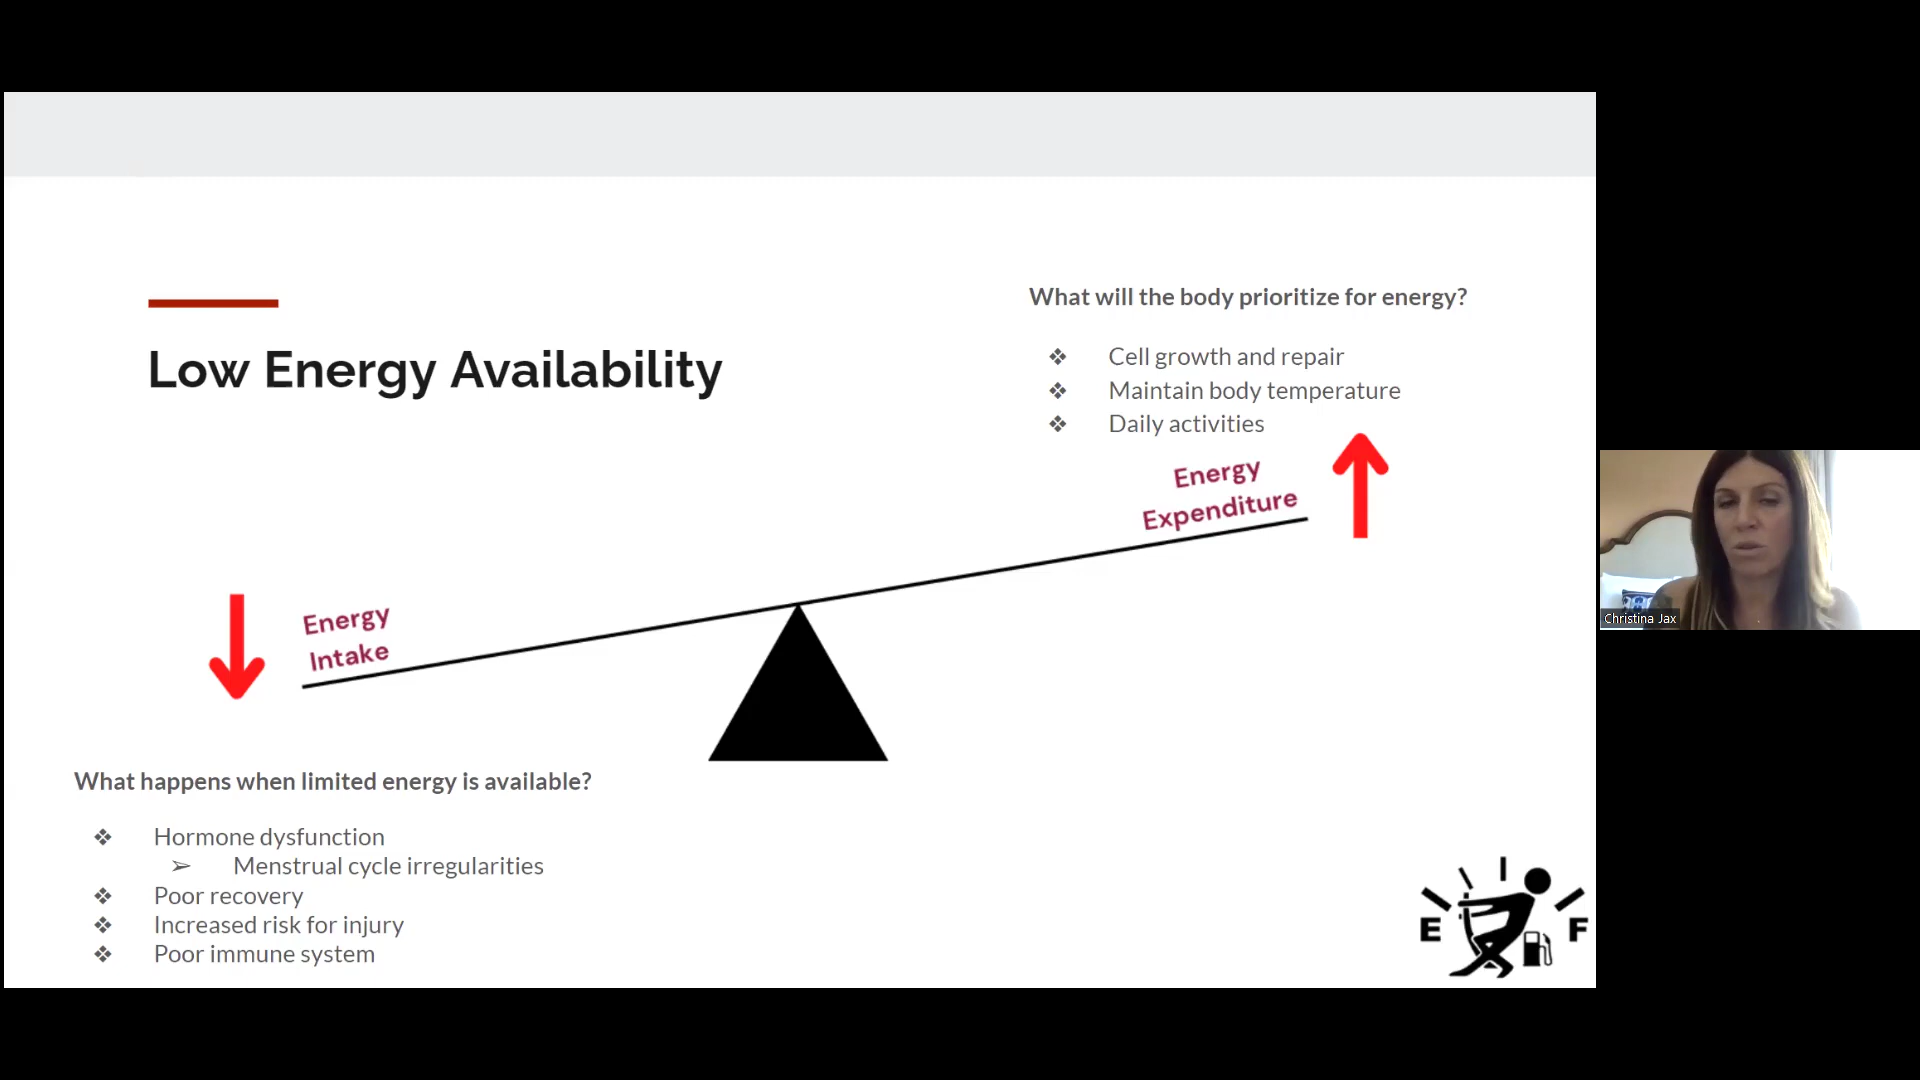 What will the body prioritize for energy?
❖ Cell growth and repair
❖ Maintain body temperature
❖ Daily activities
Low Energy Availability
Energy
Expenditure
Energy
Intake
What happens when limited energy is available?
❖ Hormone dysfunction
➢ Menstrual cycle irregularities
❖ Poor recovery
❖ Increased risk for injury
❖ Poor immune system
E F
Christina Jax